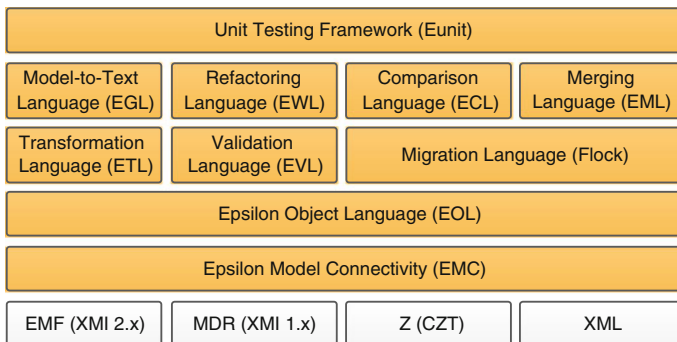 Unit Testing Framework (Eunit)
Model-to-Text
Language (EGL)
Refactoring
Language (EWL)
Comparison
Language (ECL)
Merging
Language (EML)
Transformation
Language (ETL)
Validation
Language (EVL)
Migration Language (Flock)
Epsilon Object Language (EOL)
Epsilon Model Connectivity (EMC)
EMF (XMI 2.x)
MDR (XMI 1.x)
Z (CZT)
XML